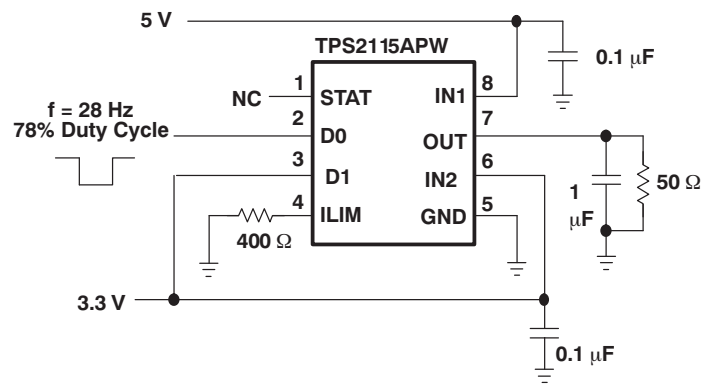 5 V
TPS2115APW
0.1 μF
NC
1
STAT
IN1
8
f = 28 Hz
78% Duty Cycle
2
D0
OUT
7
3
D1
IN2
6
1
μF
50 Ω
4
ILIM
GND
5
400 Ω
3.3 V
0.1 μF